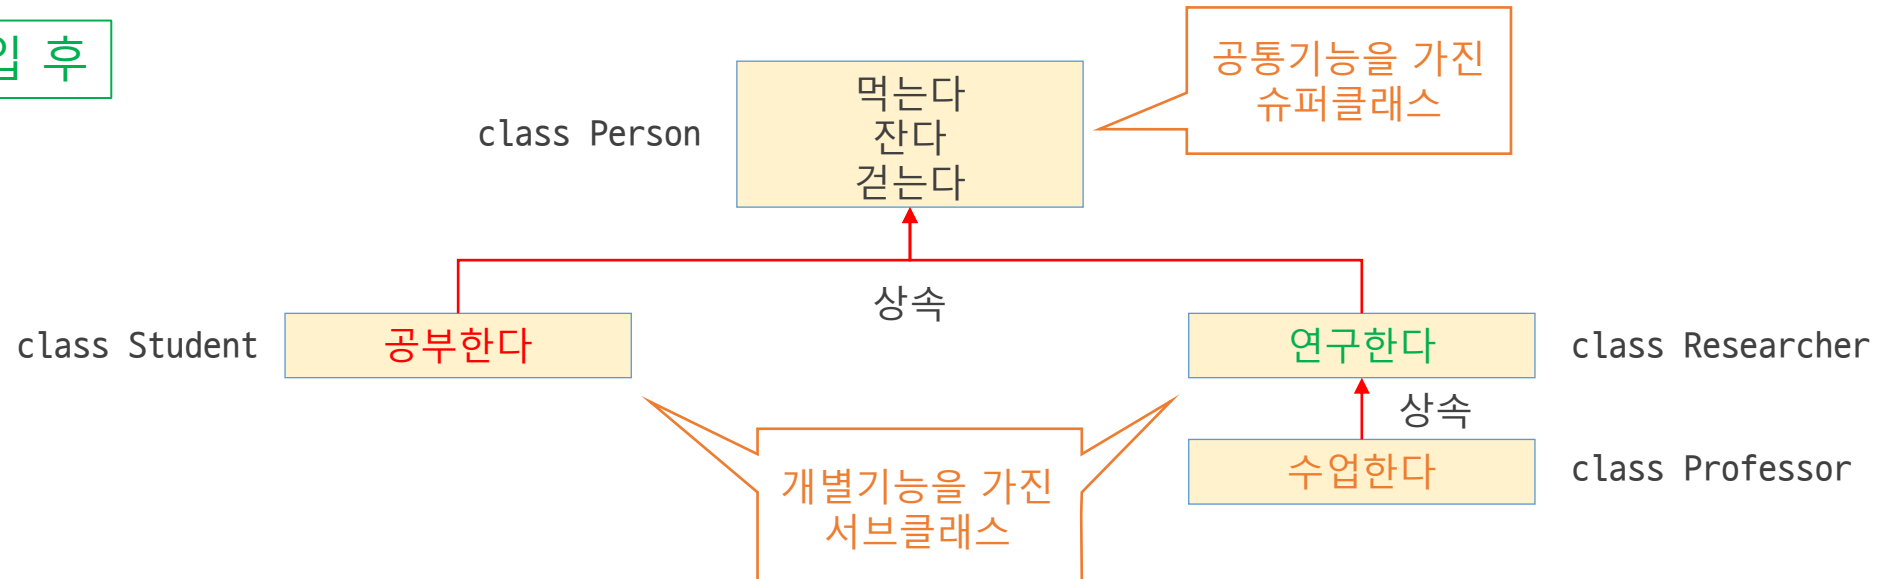 입 후
공통기능을 가진
슈퍼클래스
class Person
먹는다
잔다
걷는다
상속
class Student
공부한다
연구한다
class Researcher
상속
수업한다
class Professor
개별기능을 가진
서브클래스